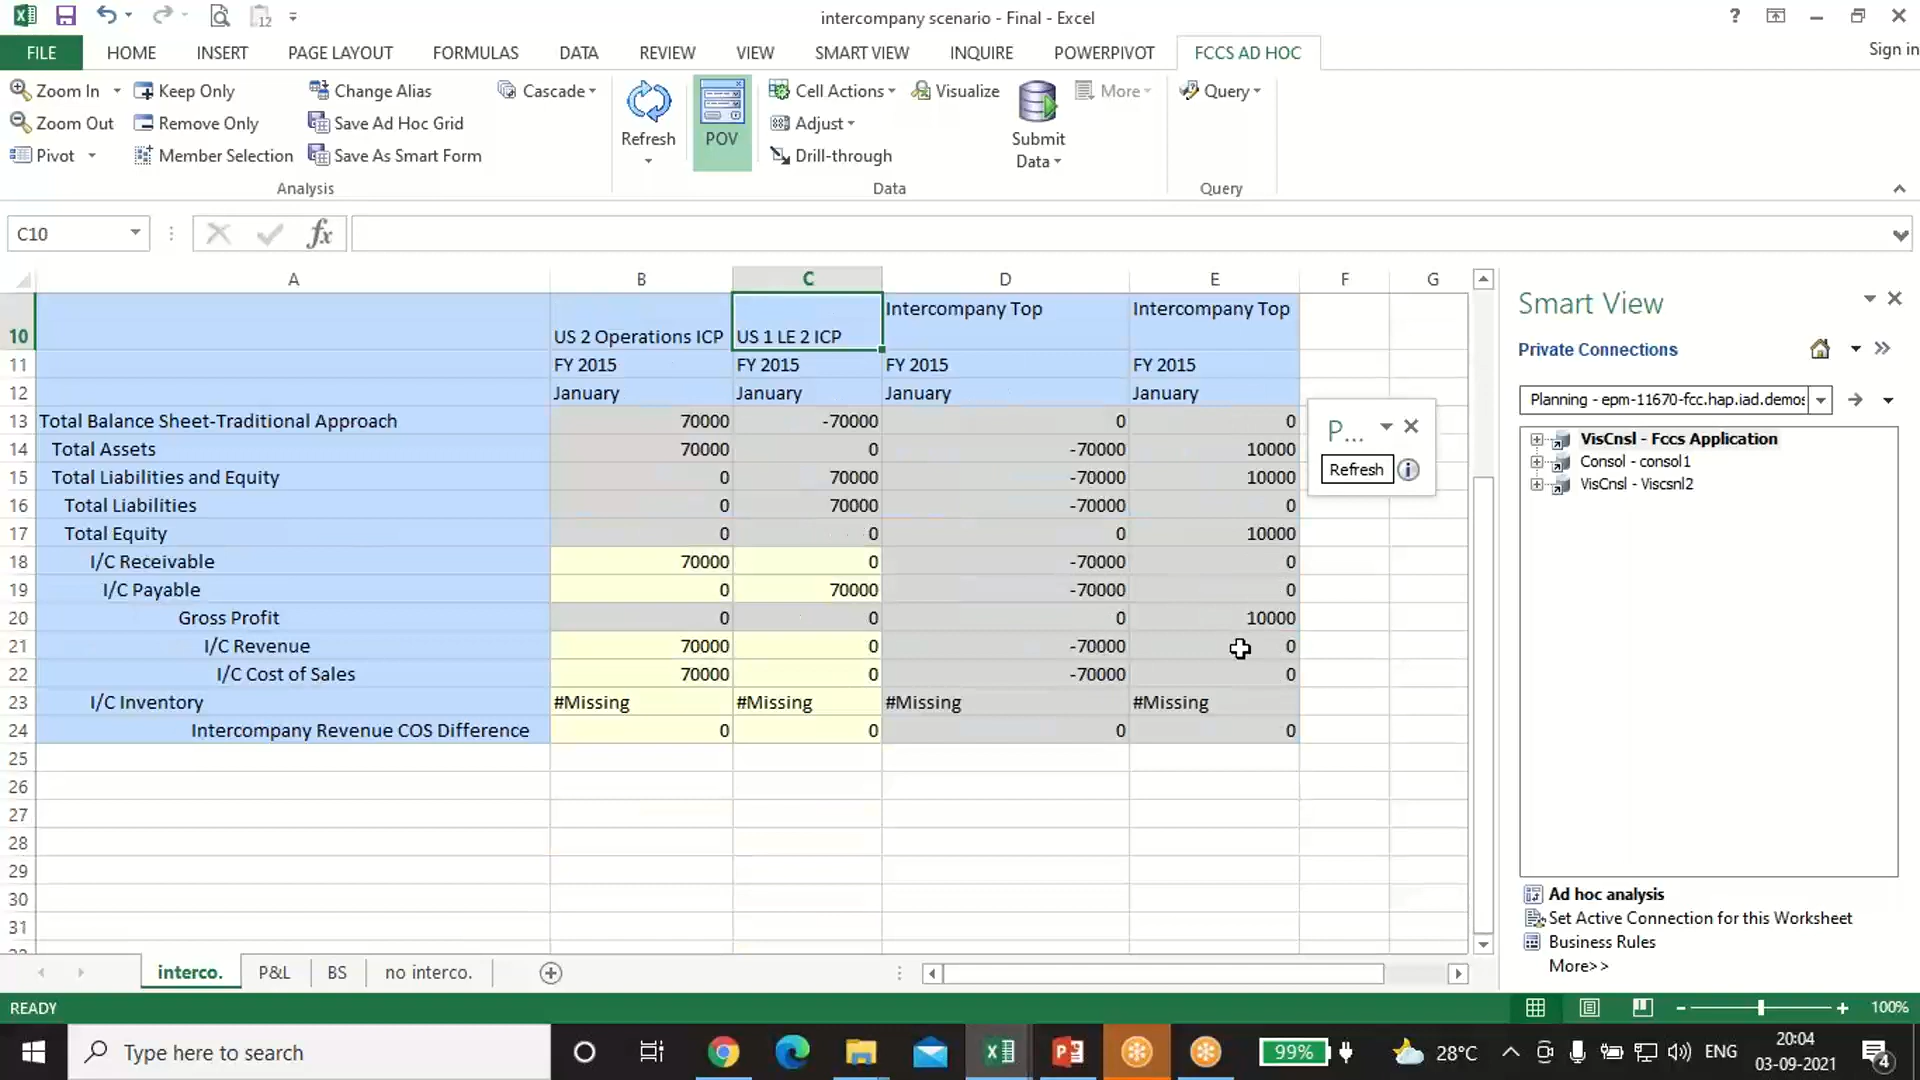 12
intercompany scenario - Final - Excel
?
FILE HOME INSERT PAGE LAYOUT FORMULAS DATA REVIEW VIEW SMART VIEW INQUIRE POWERPIVOT FCCS AD HOC Sign in
Zoom In Keep Only Change Alias Cascade Refresh POV Cell Actions Visualize Submit Data More Query
Zoom Out Remove Only Save Ad Hoc Grid Adjust
Pivot Member Selection Save As Smart Form Drill-through
Analysis Data Query
C10 fx
A B C D E F G
10 US 2 Operations ICP US 1 LE 2 ICP Intercompany Top Intercompany Top
11 FY 2015 FY 2015 FY 2015 FY 2015
12 January January January January
13 Total Balance Sheet-Traditional Approach 70000 -70000 0 0
14 Total Assets 70000 0 -70000 10000
15 Total Liabilities and Equity 0 70000 -70000 10000
16 Total Liabilities 0 70000 -70000 0
17 Total Equity 0 0 0 10000
18 I/C Receivable 70000 0 -70000 0
19 I/C Payable 0 70000 -70000 0
20 Gross Profit 0 0 0 10000
21 I/C Revenue 70000 0 -70000 0
22 I/C Cost of Sales 70000 0 -70000 0
23 I/C Inventory #Missing #Missing #Missing #Missing
24 Intercompany Revenue COS Difference 0 0 0 0
25
26
27
28
29
30
31
P...
Refresh
Smart View
Private Connections
Planning - epm-11670-fcc.hap.iad.demos
VisCnsl - Fccs Application
Consol - consol1
VisCnsl - Viscsnl2
Ad hoc analysis
Set Active Connection for this Worksheet
Business Rules
More>>
interco. P&L BS no interco.
READY 100%
Type here to search 99% 28°C ENG 20:04
03-09-2021 4